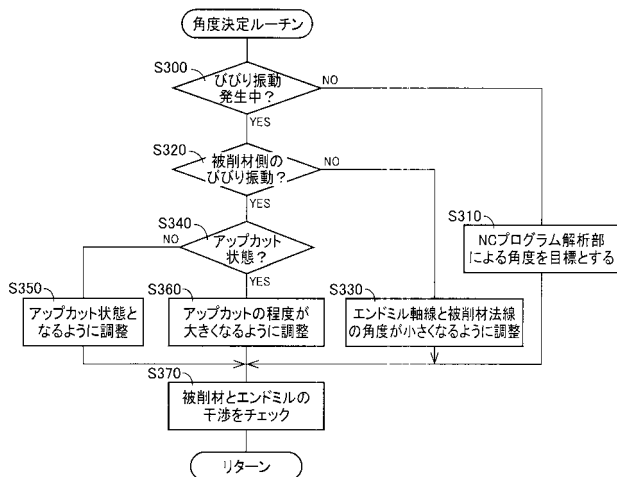 角度決定ルーチン
S300
びびり振動
発生中？
NO
YES
S320
被削材側の
びびり振動？
NO
YES
S310
NCプログラム解析部
による角度を目標とする
S340
アップカット
状態？
NO
YES
S350
アップカット状態と
なるように調整
S360
アップカットの程度が
大きくなるように調整
S330
エンドミル軸線と被削材法線
の角度が小さくなるように調整
S370
被削材とエンドミルの
干渉をチェック
リターン